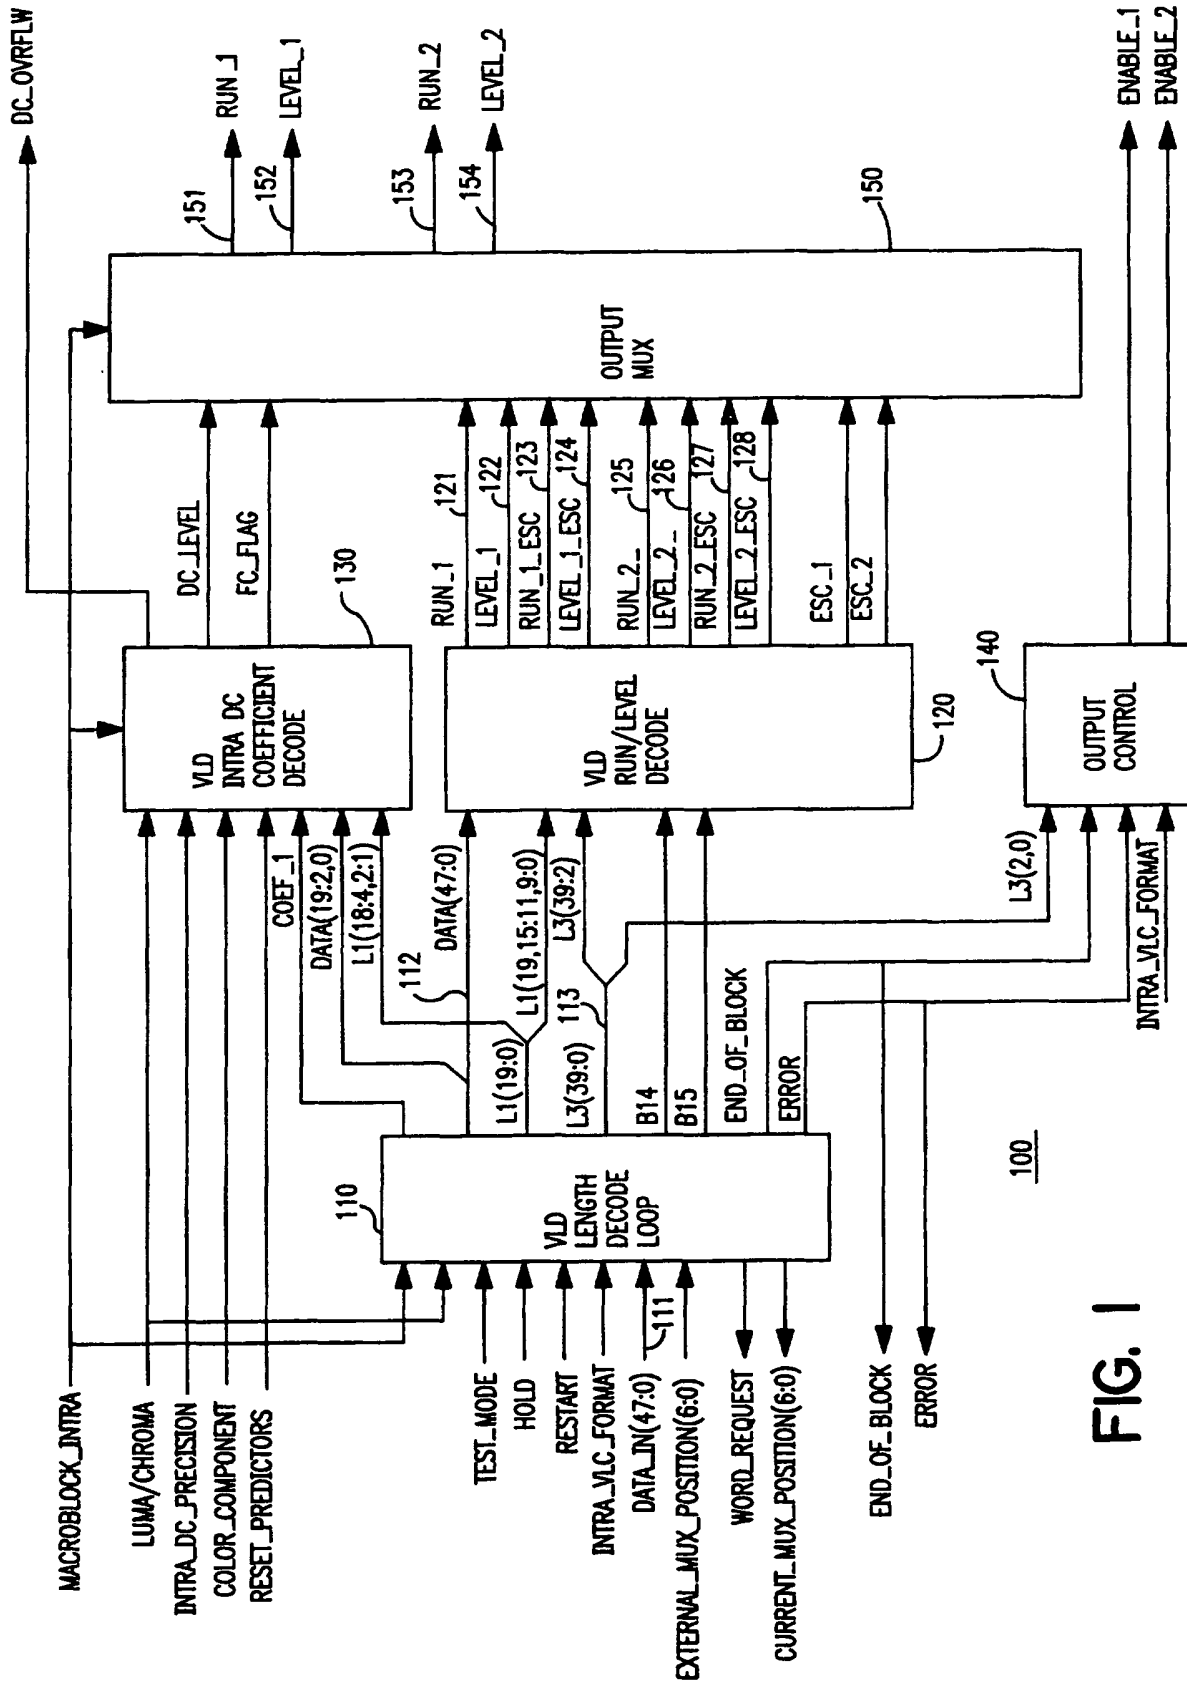 DC_OVRFLW
RUN_1
LEVEL_1
RUN_2
LEVEL_2
ENABLE_1
ENABLE_2
151
152
153
154
150
OUTPUT
MUX
DC_LEVEL
FC_FLAG
130
RUN_1 121
LEVEL_1 122
RUN_1_ESC 123
LEVEL_1_ESC 124
RUN_2_ 125
LEVEL_2_ 126
RUN_2_ESC 127
LEVEL_2_ESC 128
ESC_1
ESC_2
140
VLD
INTRA DC
COEFFICIENT
DECODE
VLD
RUN/LEVEL
DECODE
120
OUTPUT
CONTROL
COEF_1
DATA(19:2,0)
L1(18:4,2:1)
112
DATA(47:0)
L1(19,15:11,9:0)
L3(39:2)
113
L3(2,0)
INTRA_VLC_FORMAT
L1(19:0)
L3(39:0)
B14
B15
END_OF_BLOCK
ERROR
110
VLD
LENGTH
DECODE
LOOP
100
MACROBLOCK_INTRA
LUMA/CHROMA
INTRA_DC_PRECISION
COLOR_COMPONENT
RESET_PREDICTORS
TEST_MODE
HOLD
RESTART
INTRA_VLC_FORMAT
DATA_IN(47:0)
111
EXTERNAL_MUX_POSITION(6:0)
WORD_REQUEST
CURRENT_MUX_POSITION(6:0)
END_OF_BLOCK
ERROR
FIG. 1